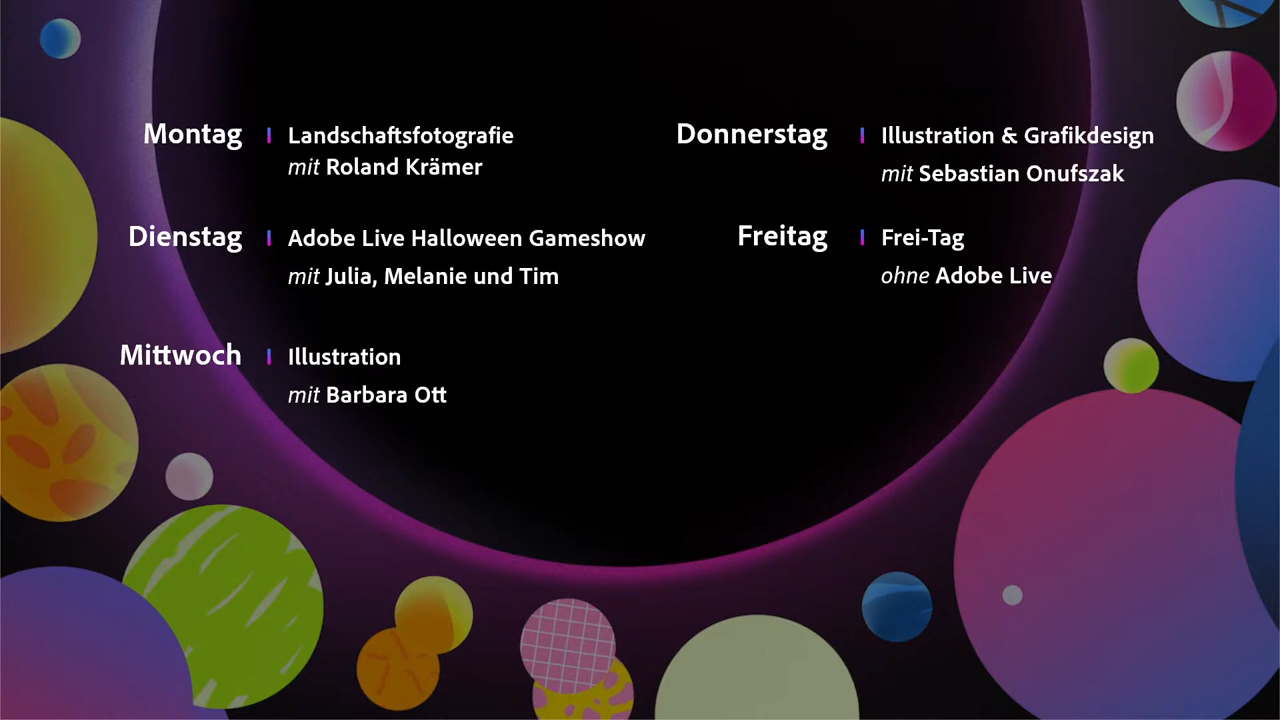 Montag
Landschaftsfotografie
mit Roland Krämer
Dienstag
Adobe Live Halloween Gameshow
mit Julia, Melanie und Tim
Mittwoch
Illustration
mit Barbara Ott
Donnerstag
Illustration & Grafikdesign
mit Sebastian Onufszak
Freitag
Frei-Tag
ohne Adobe Live